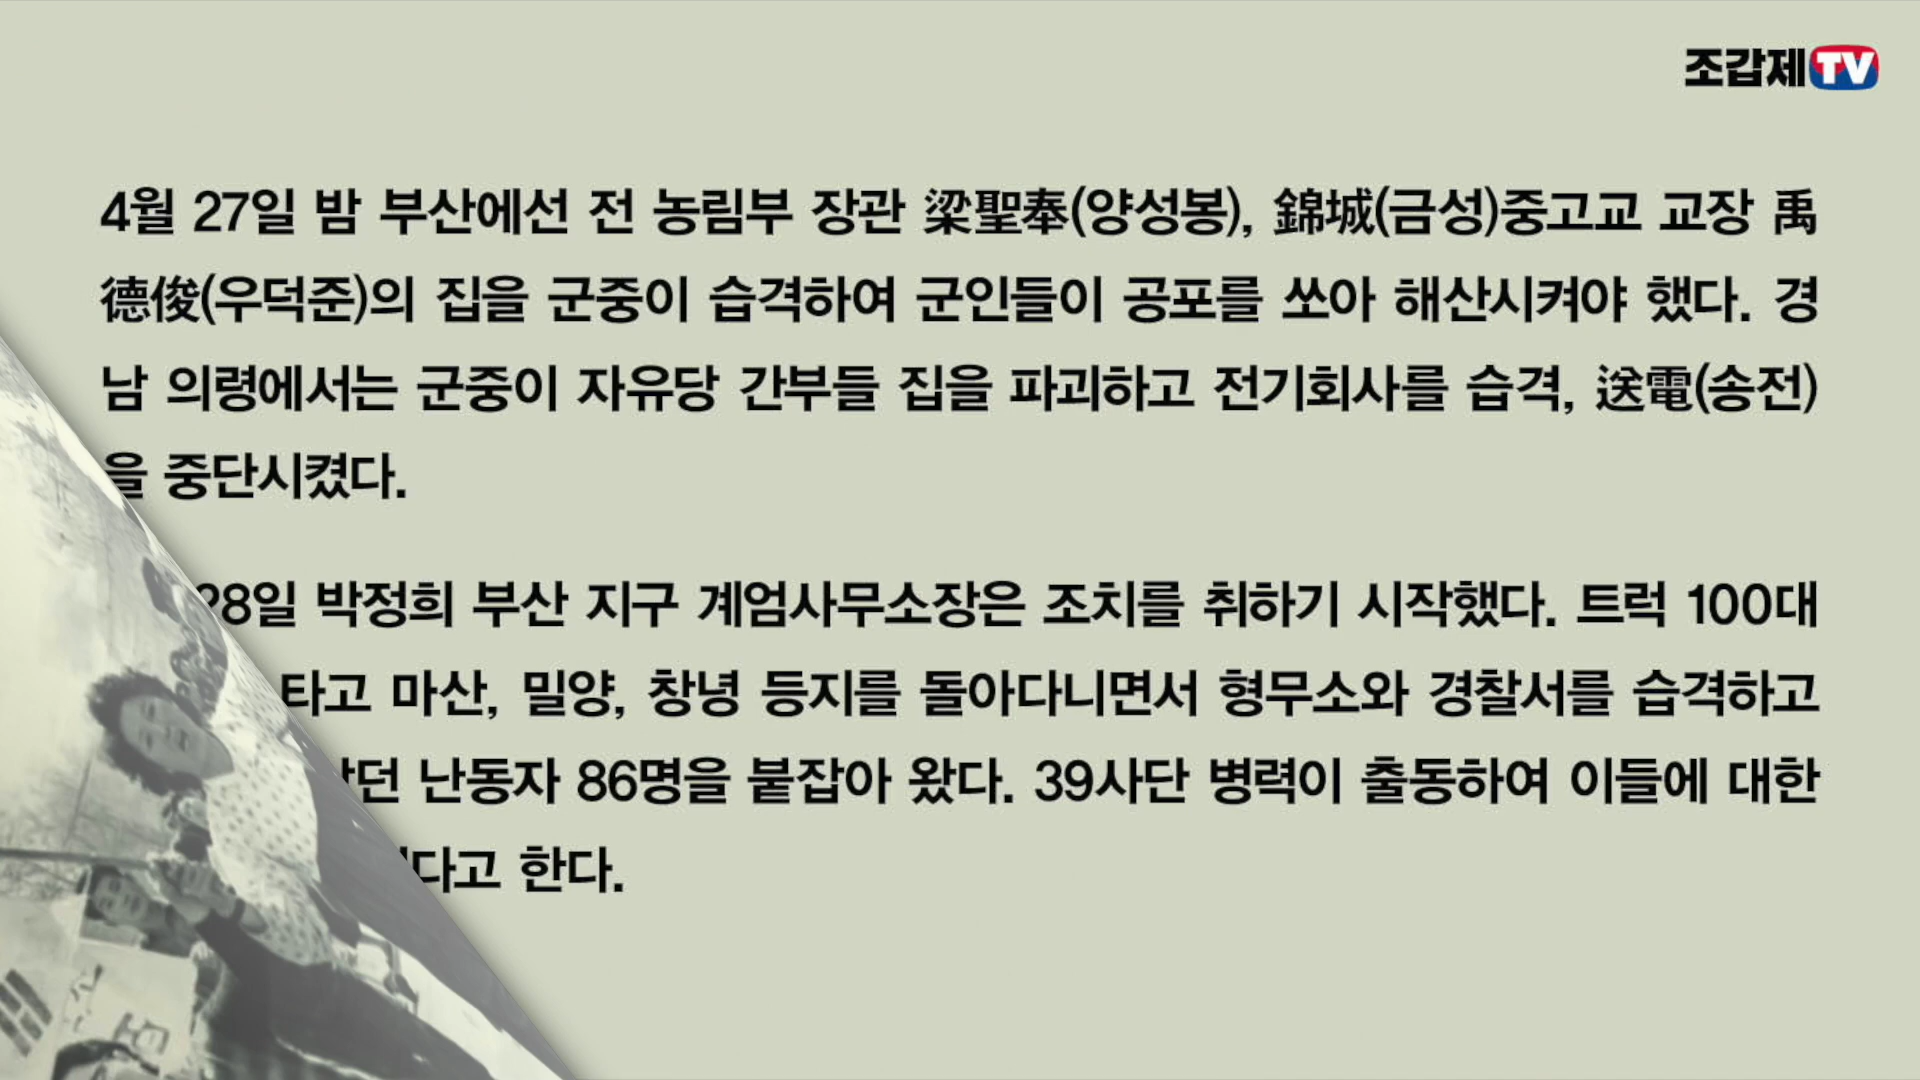 조갑제TV
4월 27일 밤 부산에선 전 농림부 장관 梁聖奉(양성봉), 錦城(금성)중고교 교장 禹
德俊(우덕준)의 집을 군중이 습격하여 군인들이 공포를 쏘아 해산시켜야 했다. 경
남 의령에서는 군중이 자유당 간부들 집을 파괴하고 전기회사를 습격, 送電(송전)
을 중단시켰다.
28일 박정희 부산 지구 계엄사무소장은 조치를 취하기 시작했다. 트럭 100대
타고 마산, 밀양, 창녕 등지를 돌아다니면서 형무소와 경찰서를 습격하고
난동자 86명을 붙잡아 왔다. 39사단 병력이 출동하여 이들에 대한
한다.